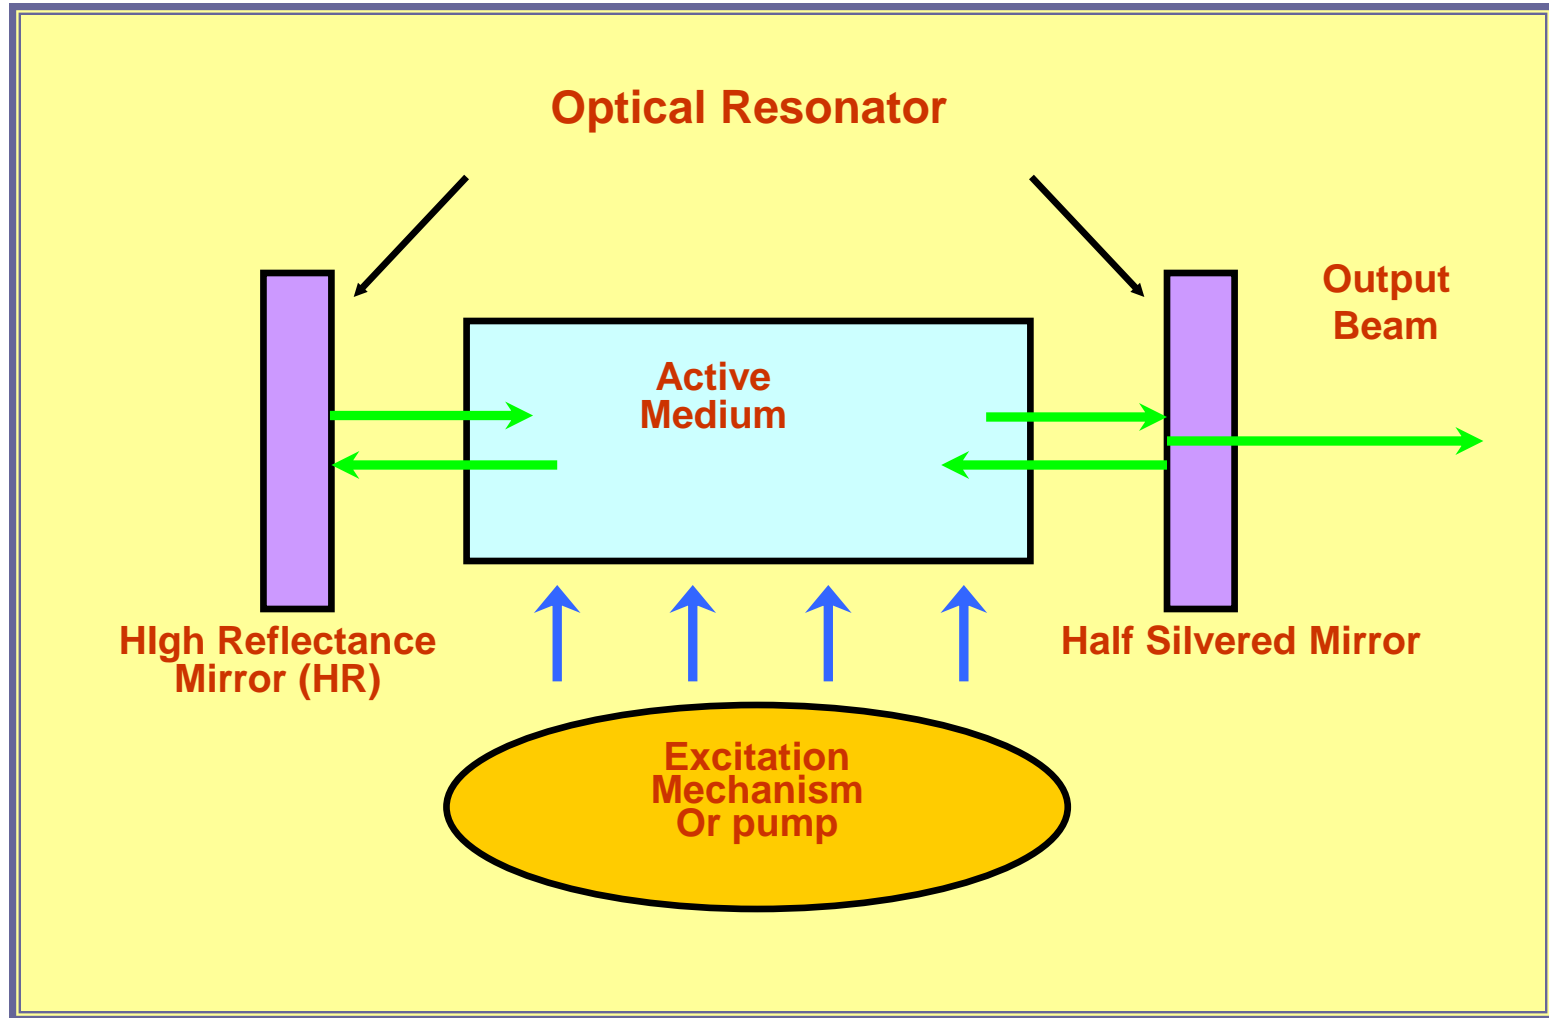 Optical Resonator
Output
Beam
Active
Medium
HIgh Reflectance
Mirror (HR)
Half Silvered Mirror
Excitation
Mechanism
Or pump